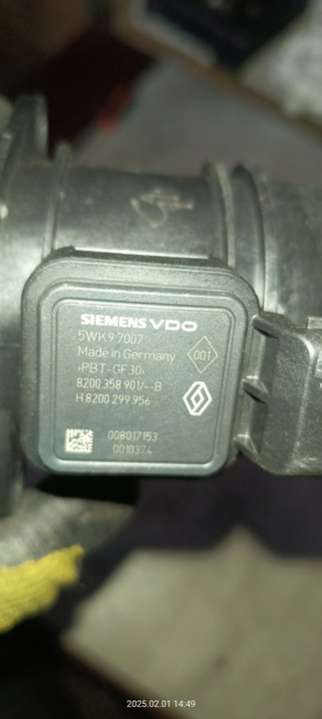 SIEMENS VDO
5WK9 7007
Made in Germany
001
>PBT-GF30<
8200 358 901/--B
H 8200 299 956
008017153
0010374
2025.02.01 14:49